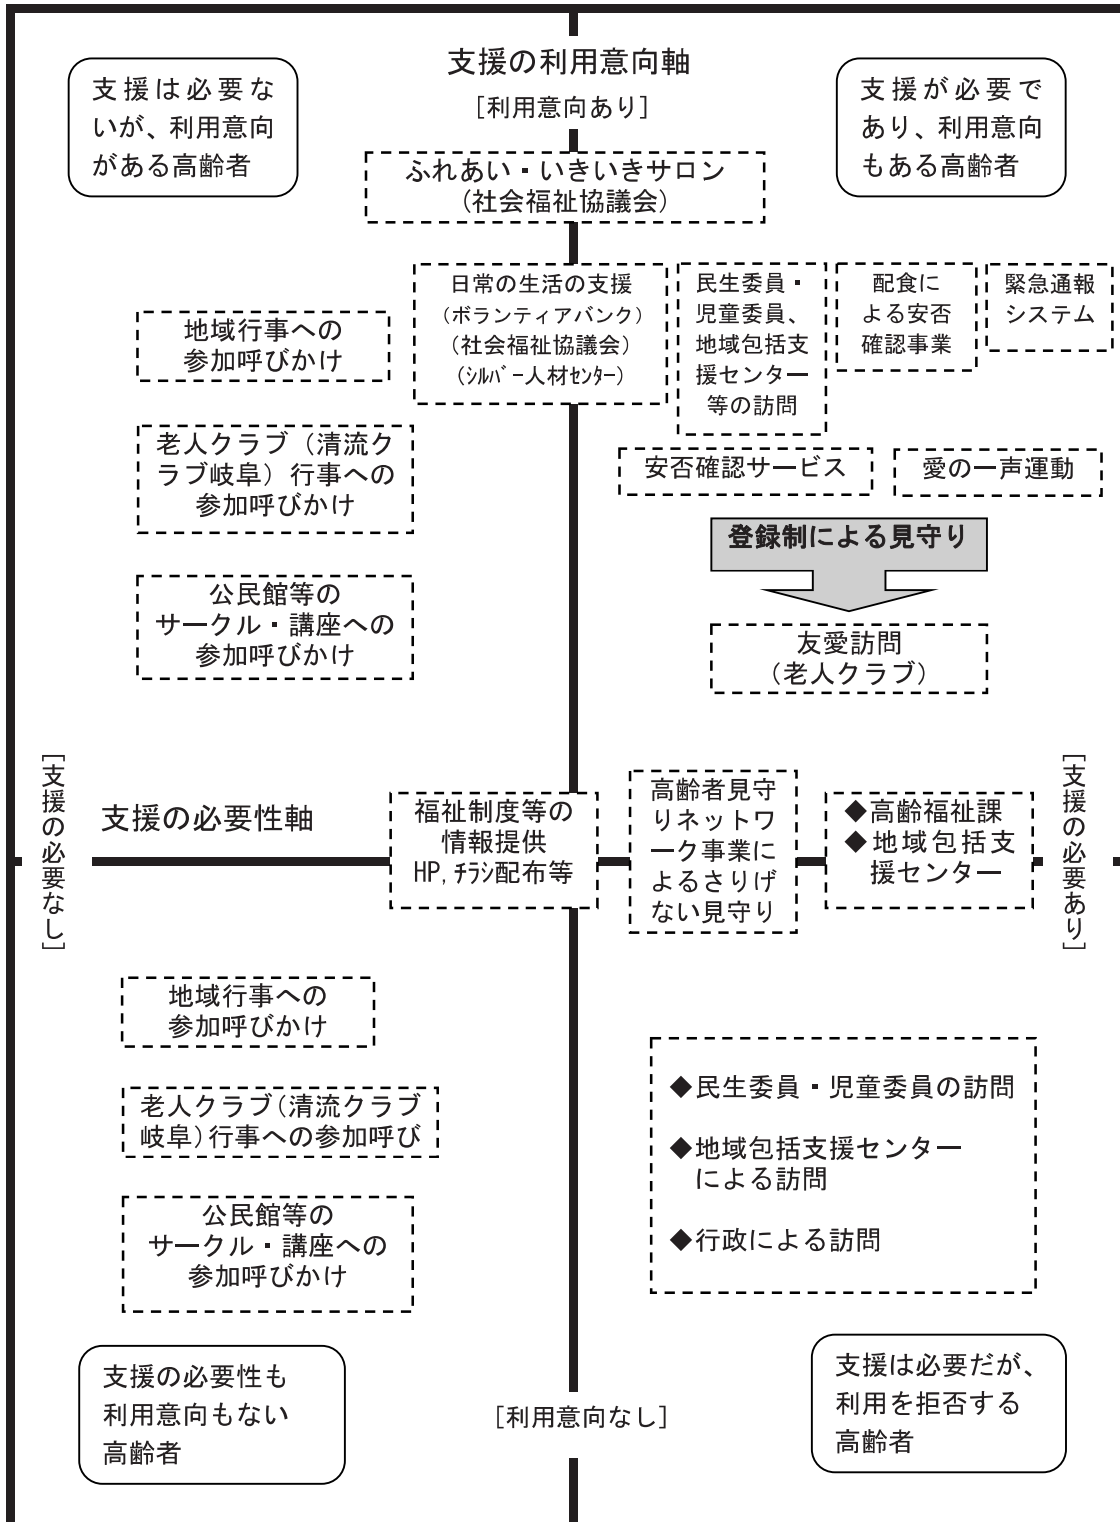 支援の利用意向軸
[利用意向あり]
支援は必要な
いが、利用意向
がある高齢者
支援が必要で
あり、利用意向
もある高齢者
ふれあい・いきいきサロン
(社会福祉協議会)
日常の生活の支援
(ボランティアバンク)
(社会福祉協議会)
(ｼﾙﾊﾞｰ人材ｾﾝﾀｰ)
民生委員・
児童委員、
地域包括支
援センター
等の訪問
配食に
よる安否
確認事業
緊急通報
システム
地域行事への
参加呼びかけ
老人クラブ（清流ク
ラブ岐阜）行事への
参加呼びかけ
安否確認サービス
愛の一声運動
登録制による見守り
公民館等の
サークル・講座への
参加呼びかけ
友愛訪問
（老人クラブ）
[支援の必要なし]
支援の必要性軸
福祉制度等の
情報提供
HP,ﾁﾗｼ配布等
高齢者見守
りネットワ
ーク事業に
よるさりげ
ない見守り
◆高齢福祉課
◆地域包括支
援センター
[支援の必要あり]
地域行事への
参加呼びかけ
老人クラブ(清流クラブ
岐阜)行事への参加呼び
公民館等の
サークル・講座への
参加呼びかけ
◆民生委員・児童委員の訪問
◆地域包括支援センター
による訪問
◆行政による訪問
支援の必要性も
利用意向もない
高齢者
[利用意向なし]
支援は必要だが、
利用を拒否する
高齢者